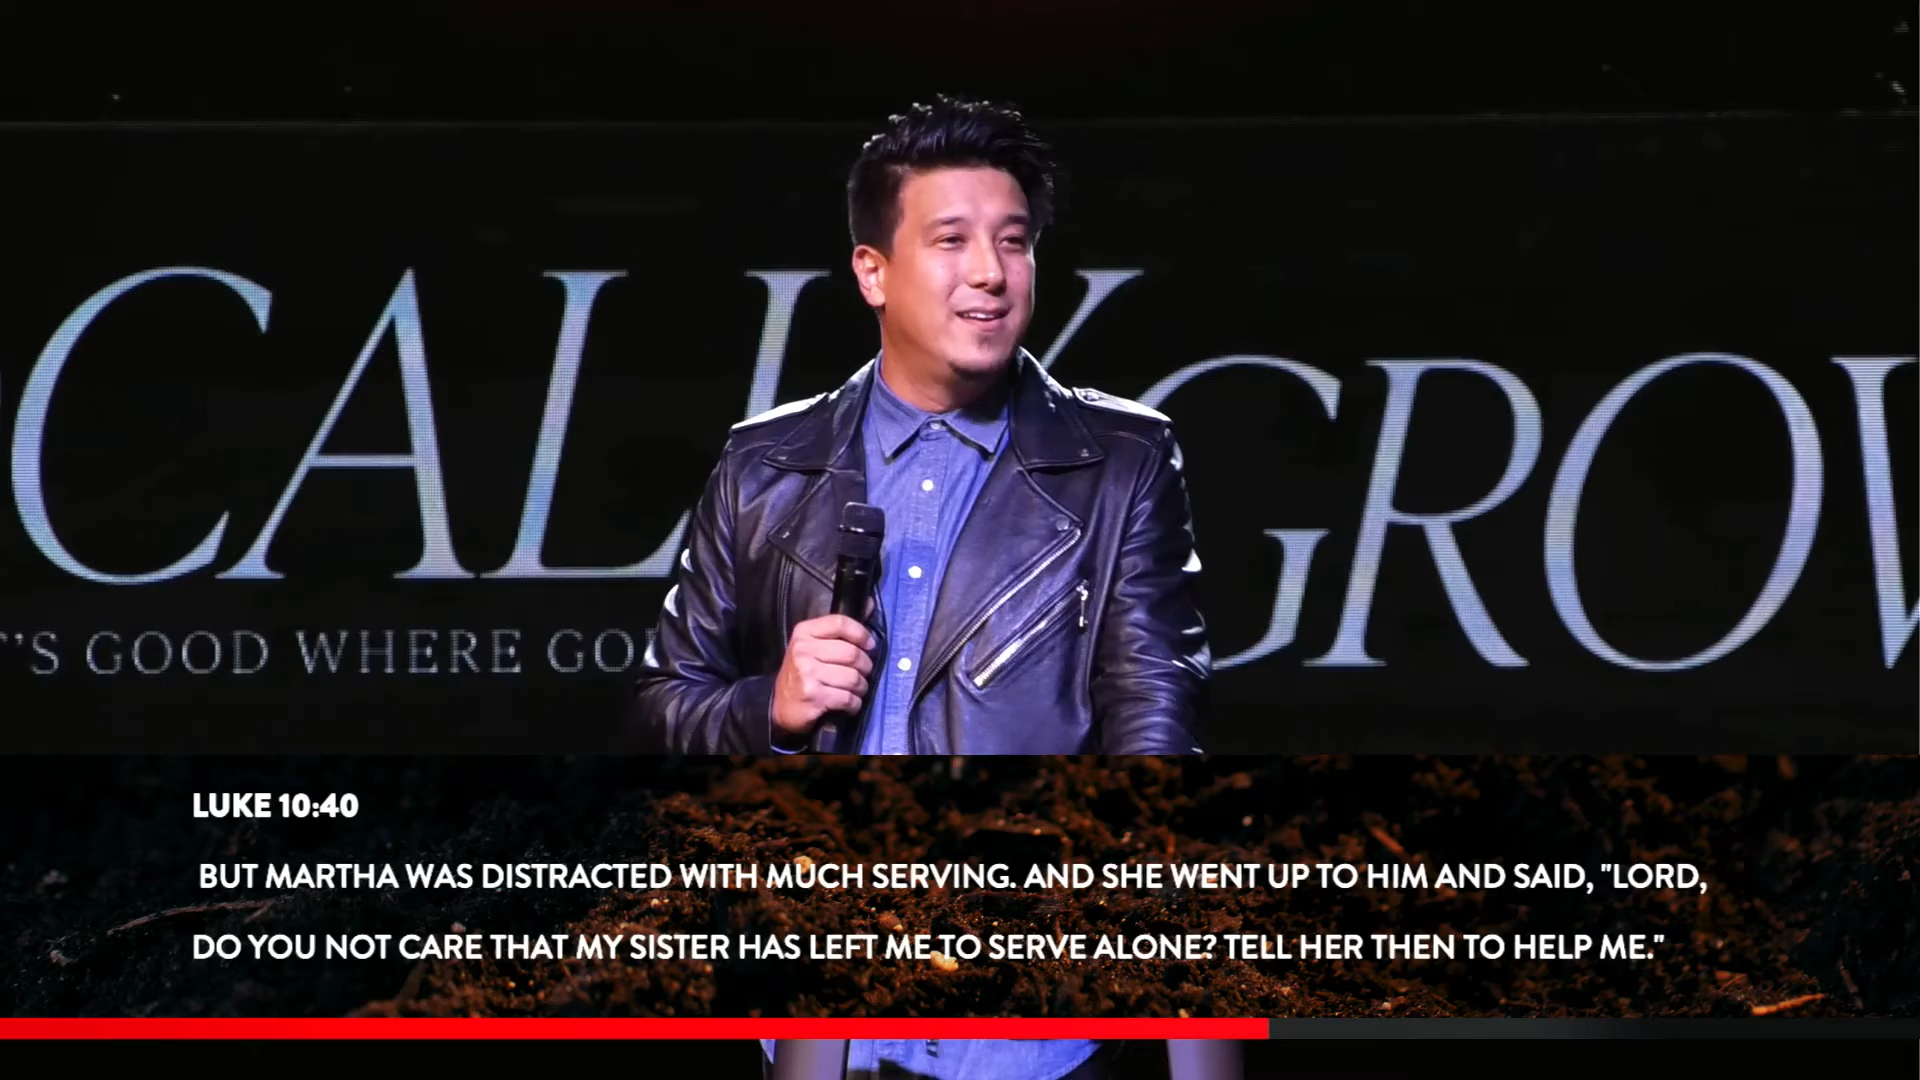 CALLY GROW
'S GOOD WHERE GO
LUKE 10:40
BUT MARTHA WAS DISTRACTED WITH MUCH SERVING. AND SHE WENT UP TO HIM AND SAID, "LORD,
DO YOU NOT CARE THAT MY SISTER HAS LEFT ME TO SERVE ALONE? TELL HER THEN TO HELP ME."